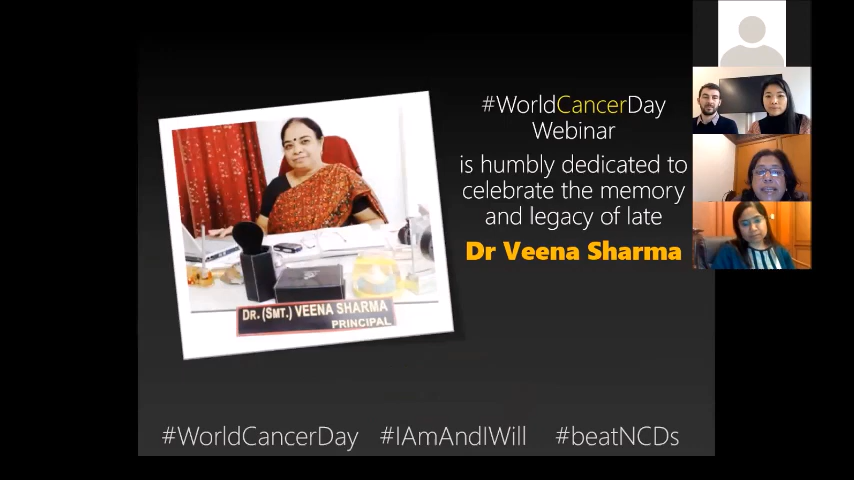 #WorldCancerDay
Webinar
is humbly dedicated to
celebrate the memory
and legacy of late
Dr Veena Sharma
DR. (SMT.) VEENA SHARMA
PRINCIPAL
#WorldCancerDay #IAmAndIWill #beatNCDs